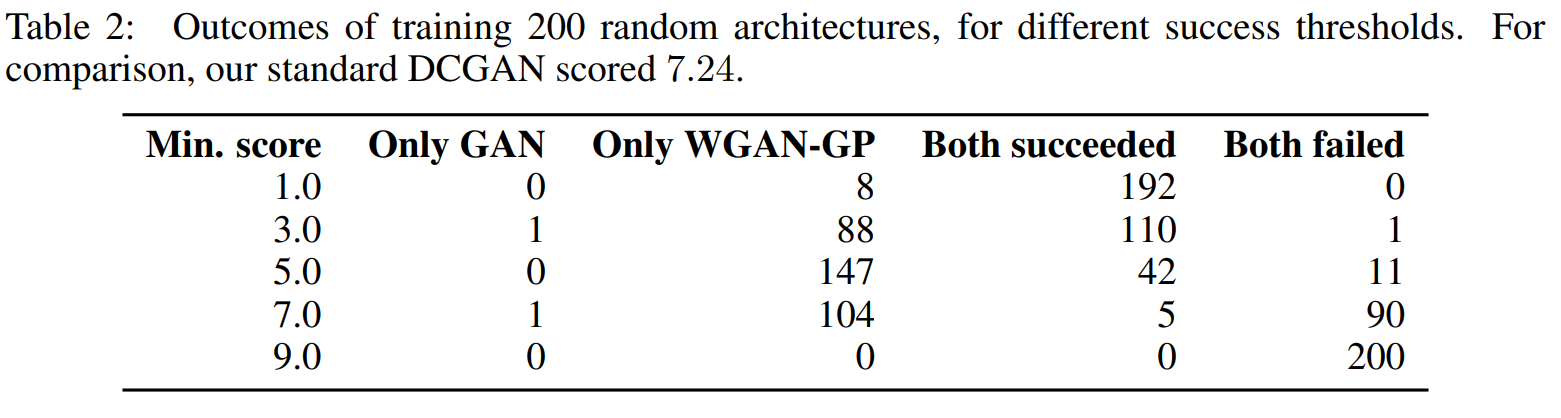 Table 2: Outcomes of training 200 random architectures, for different success thresholds. For
comparison, our standard DCGAN scored 7.24.
Min. score Only GAN Only WGAN-GP Both succeeded Both failed
1.0 0 8 192 0
3.0 1 88 110 1
5.0 0 147 42 11
7.0 1 104 5 90
9.0 0 0 0 200